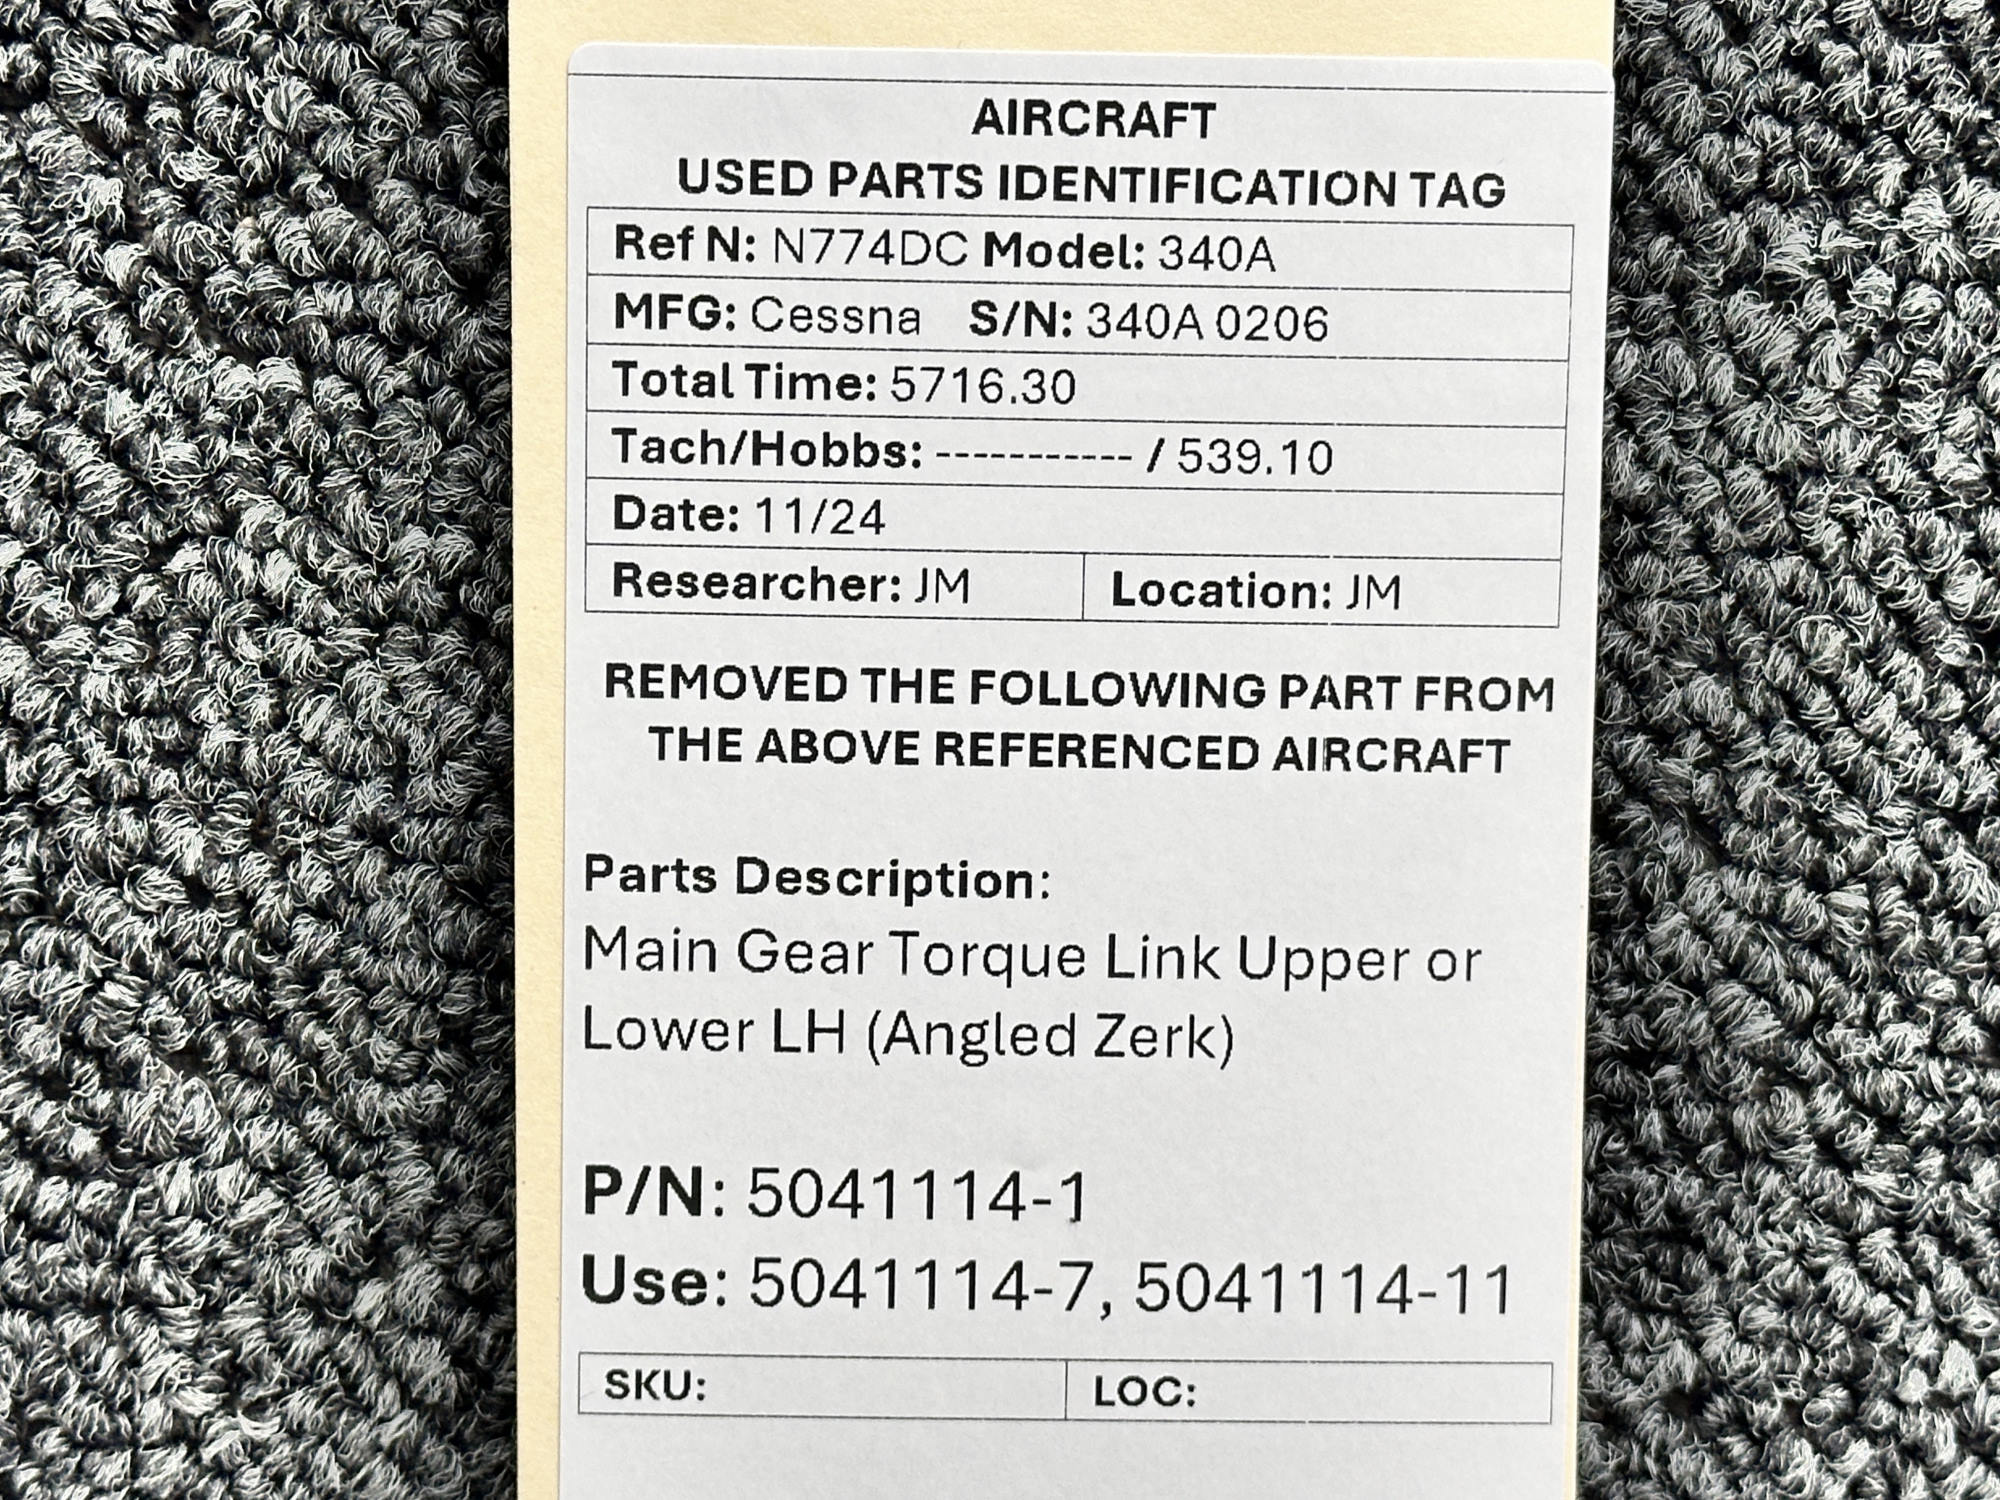 AIRCRAFT
USED PARTS IDENTIFICATION TAG
Ref N: N774DC Model: 340A
MFG: Cessna S/N: 340A 0206
Total Time: 5716.30
Tach/Hobbs: ----------- / 539.10
Date: 11/24
Researcher: JM Location: JM
REMOVED THE FOLLOWING PART FROM
THE ABOVE REFERENCED AIRCRAFT
Parts Description:
Main Gear Torque Link Upper or
Lower LH (Angled Zerk)
P/N: 5041114-1
Use: 5041114-7, 5041114-11
SKU: LOC: